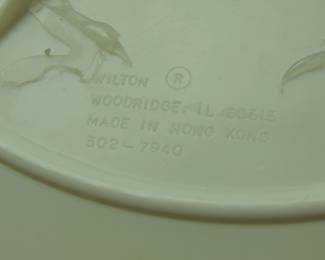 WILTON ®
WOODRIDGE, IL 60515
MADE IN HONG KONG
302-7940